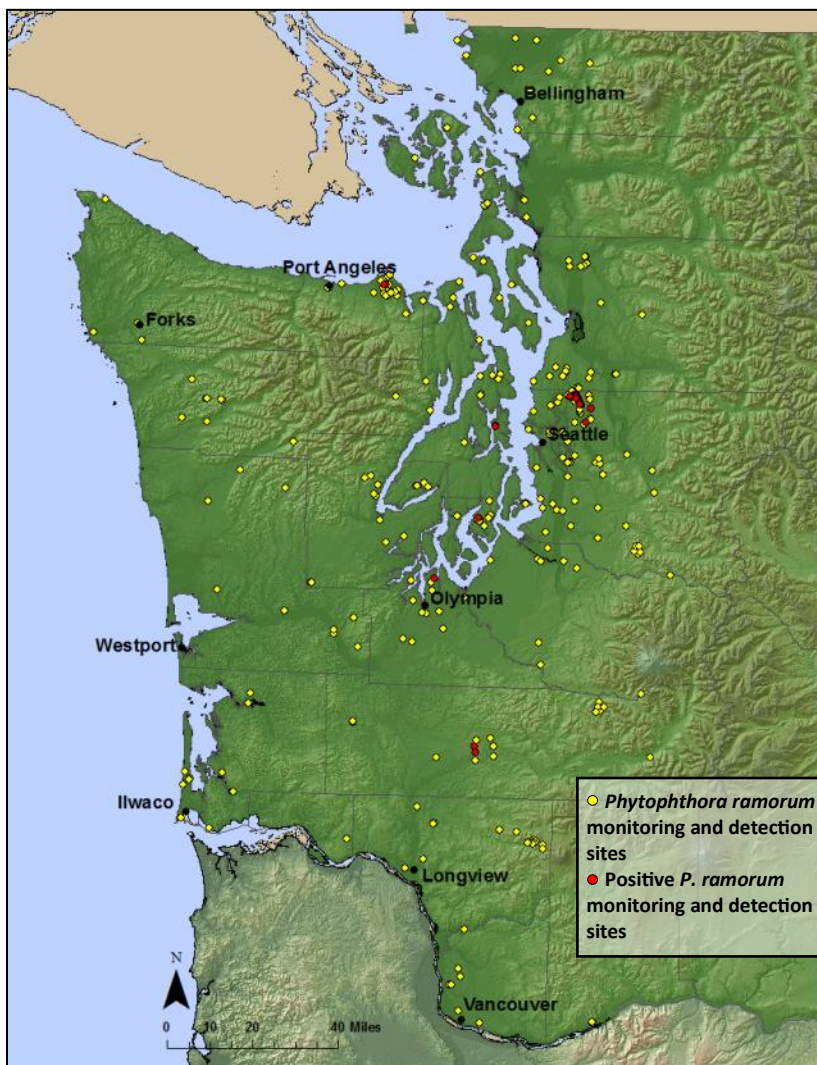 Bellingham
Port Angeles
Forks
Seattle
Olympia
Westport
Ilwaco
Phytophthora ramorum
monitoring and detection
sites
Positive P. ramorum
monitoring and detection
sites
Longview
N
Vancouver
0 10 20 40 Miles